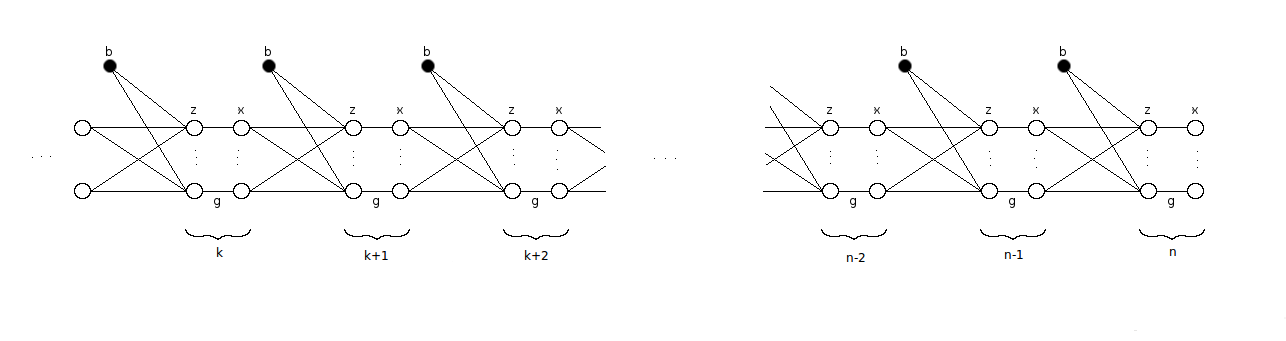 b b b b b
z x z x z x z x z x z x
. . . . . .
g g g g g g
k k+1 k+2 n-2 n-1 n